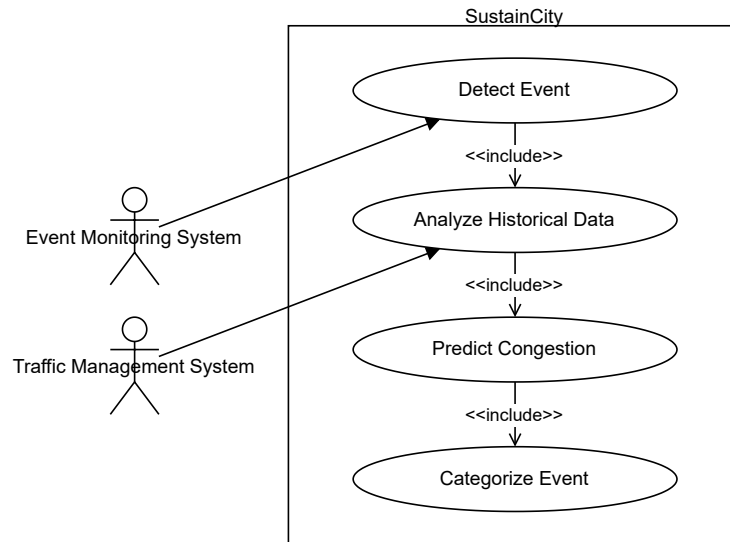 SustainCity
Detect Event
<<include>>
Analyze Historical Data
Event Monitoring System
<<include>>
Predict Congestion
Traffic Management System
<<include>>
Categorize Event